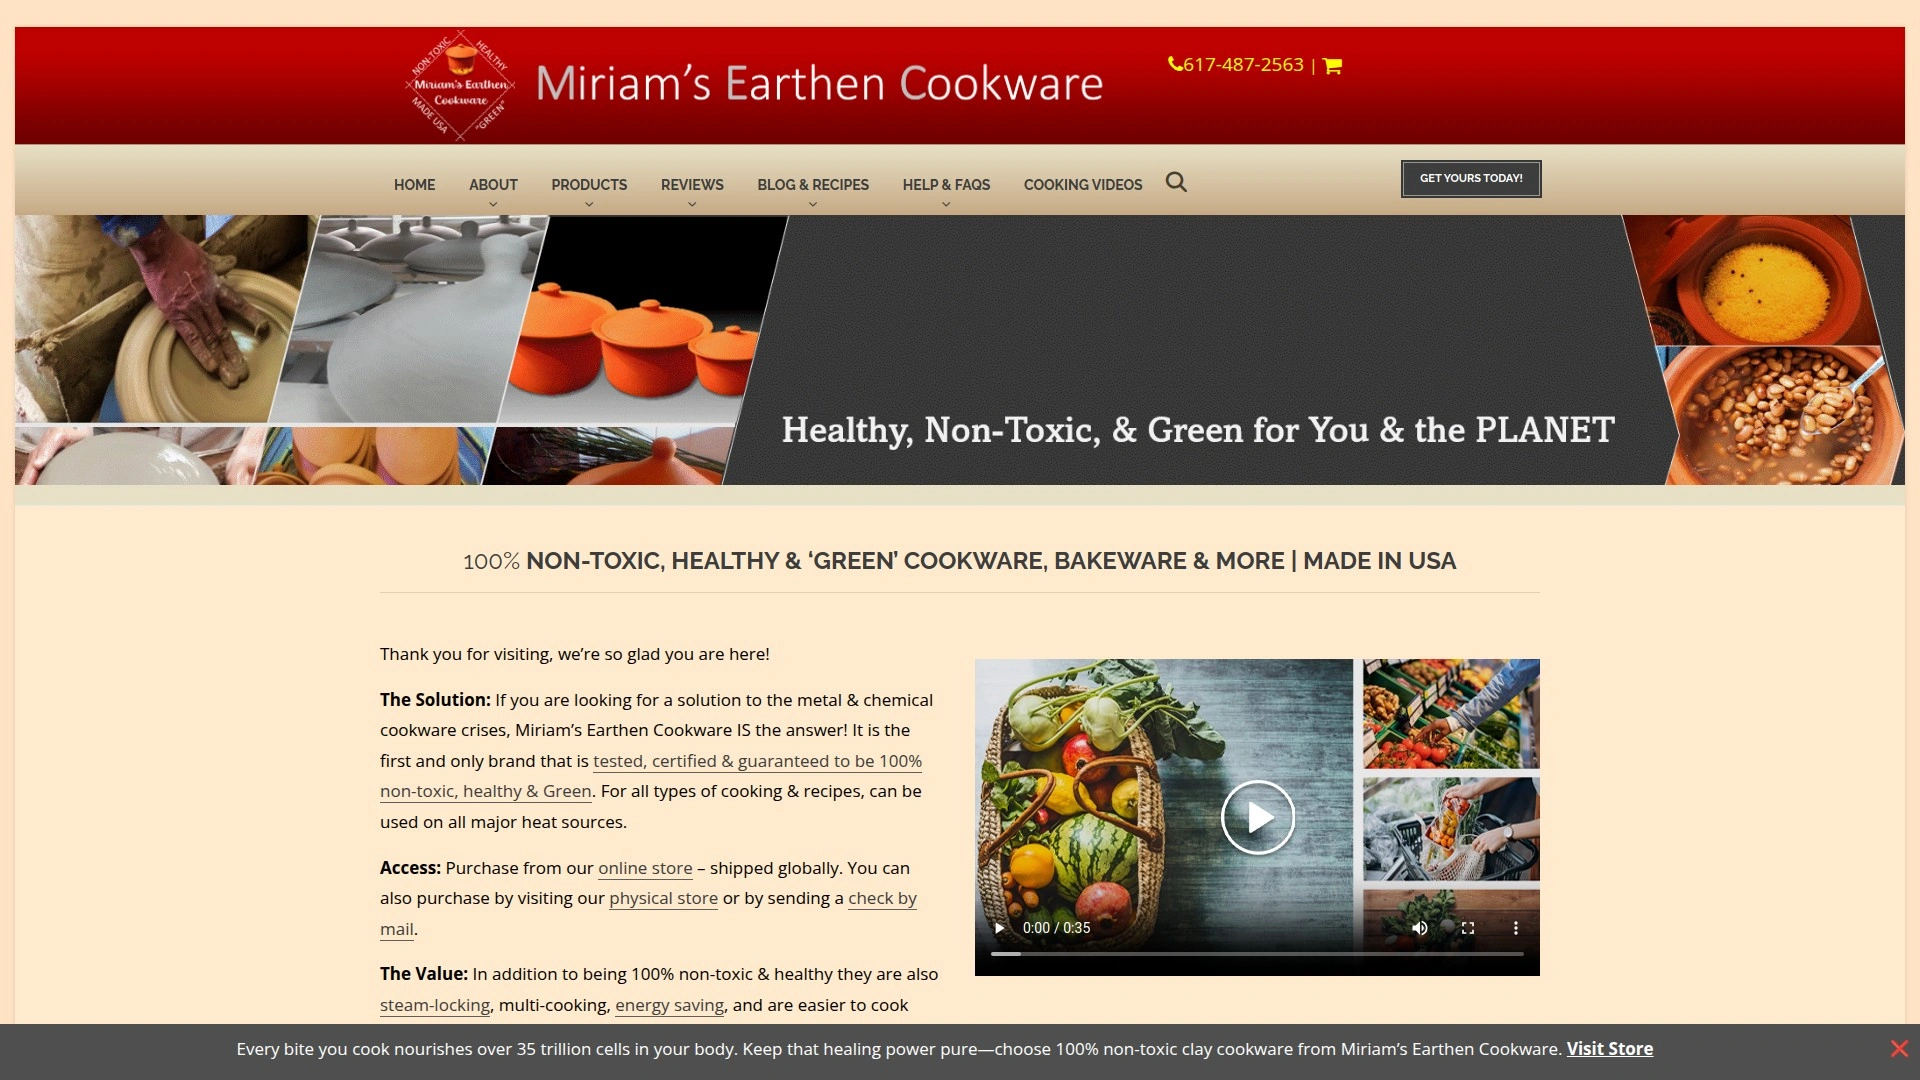 NON-TOXIC
HEALTHY
Miriam's Earthen
Cookware
MADE USA
"GREEN"
Miriam's Earthen Cookware
617-487-2563 |
HOME
ABOUT
PRODUCTS
REVIEWS
BLOG & RECIPES
HELP & FAQS
COOKING VIDEOS
GET YOURS TODAY!
Healthy, Non-Toxic, & Green for You & the PLANET
100% NON-TOXIC, HEALTHY & ‘GREEN’ COOKWARE, BAKEWARE & MORE | MADE IN USA
Thank you for visiting, we’re so glad you are here!
The Solution: If you are looking for a solution to the metal & chemical
cookware crises, Miriam’s Earthen Cookware IS the answer! It is the
first and only brand that is tested, certified & guaranteed to be 100%
non-toxic, healthy & Green. For all types of cooking & recipes, can be
used on all major heat sources.
Access: Purchase from our online store – shipped globally. You can
also purchase by visiting our physical store or by sending a check by
mail.
The Value: In addition to being 100% non-toxic & healthy they are also
steam-locking, multi-cooking, energy saving, and are easier to cook
0:00 / 0:35
Every bite you cook nourishes over 35 trillion cells in your body. Keep that healing power pure—choose 100% non-toxic clay cookware from Miriam’s Earthen Cookware. Visit Store